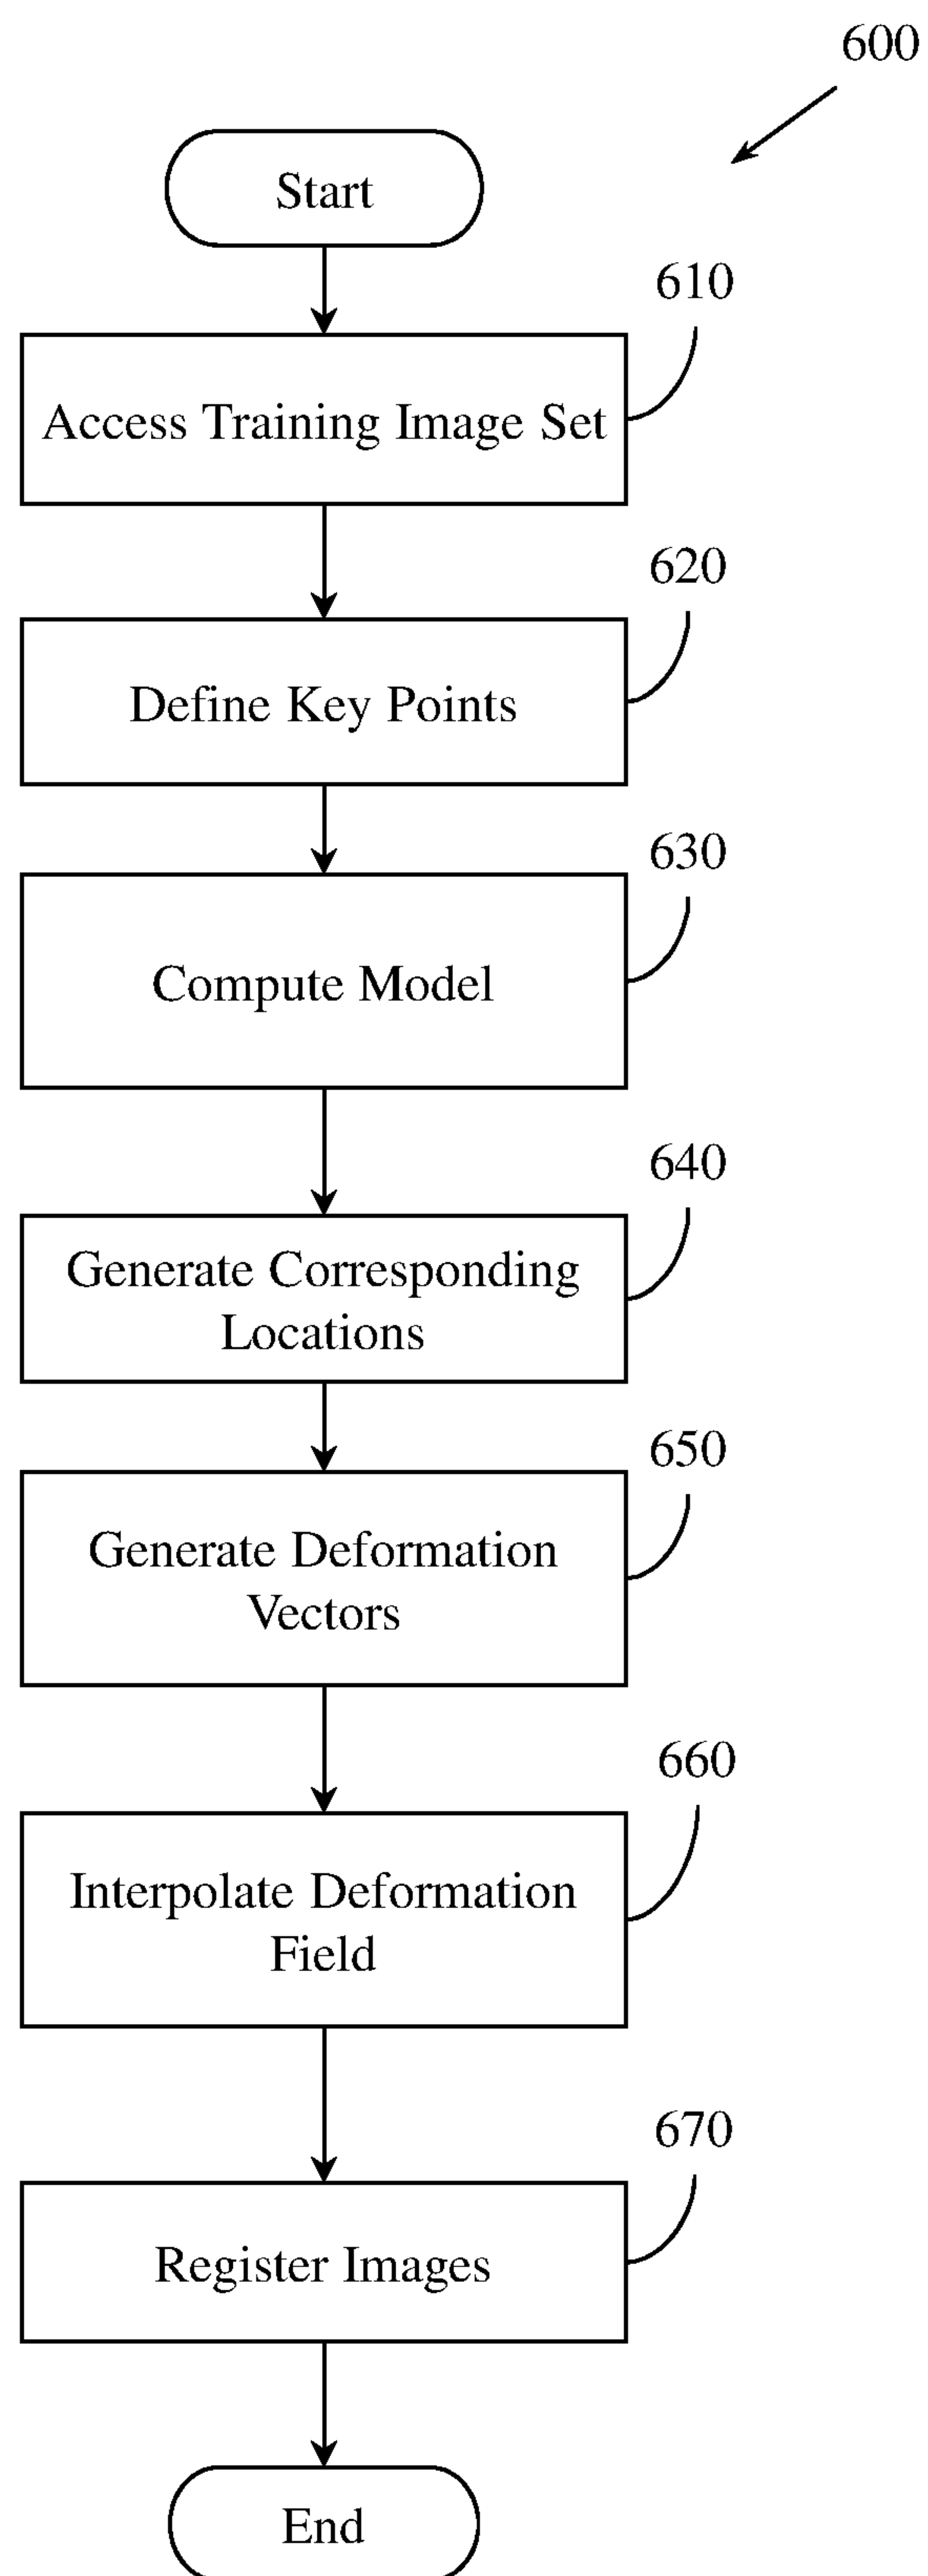 600
Start
610
Access Training Image Set
620
Define Key Points
630
Compute Model
640
Generate Corresponding
Locations
650
Generate Deformation
Vectors
660
Interpolate Deformation
Field
670
Register Images
End